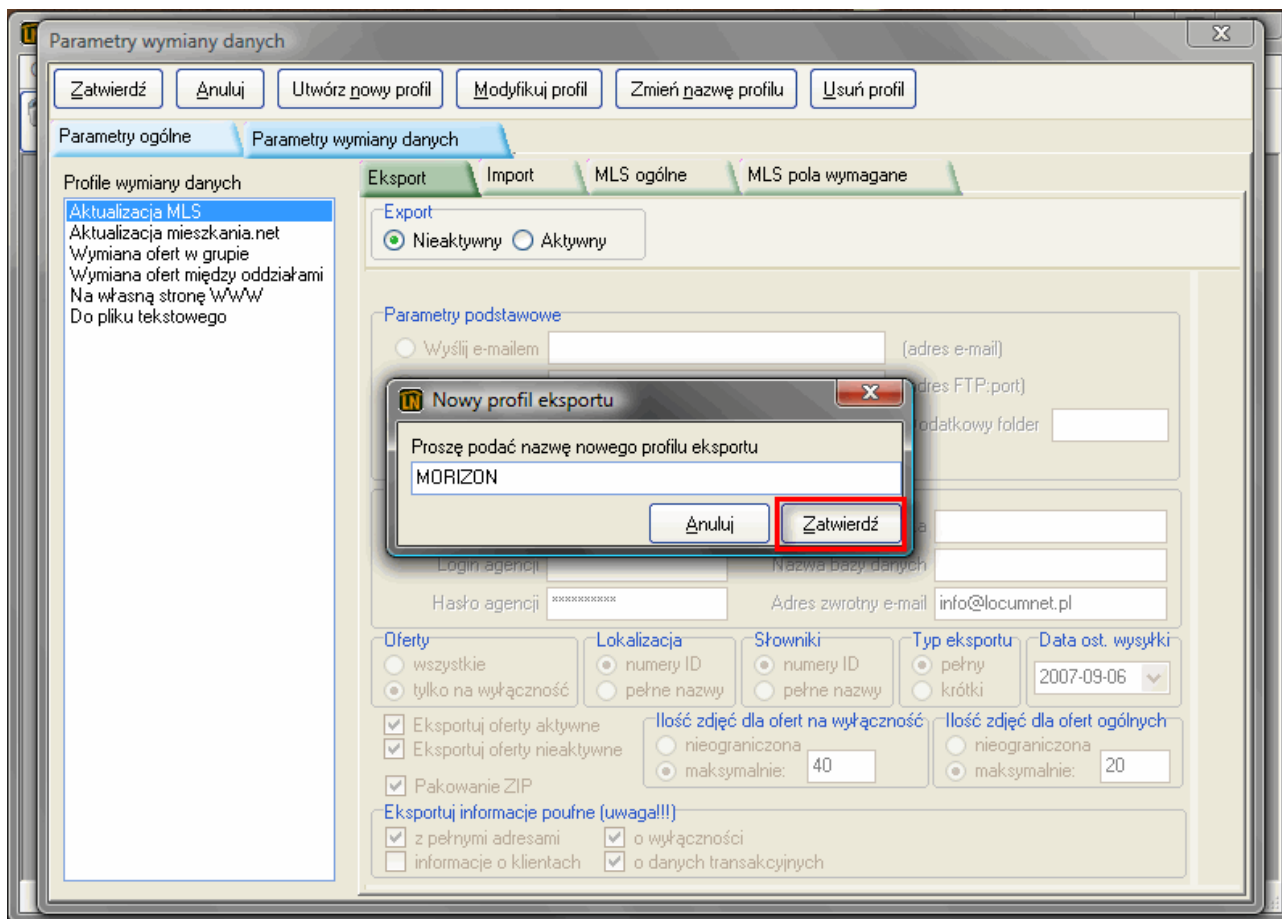 Parametry wymiany danych
Zatwierdź Anuluj Utwórz nowy profil Modyfikuj profil Zmień nazwę profilu Usuń profil
Parametry ogólne Parametry wymiany danych
Profile wymiany danych
Aktualizacja MLS
Aktualizacja mieszkania.net
Wymiana ofert w grupie
Wymiana ofert między oddziałami
Na własną stronę WWW
Do pliku tekstowego
Eksport Import MLS ogólne MLS pola wymagane
Export
Nieaktywny Aktywny
Parametry podstawowe
Wyślij e-mailem (adres e-mail)
dres FTP:port)
odatkowy folder
LN Nowy profil eksportu
Proszę podać nazwę nowego profilu eksportu
MORIZON
Anuluj Zatwierdź
Login agencji Nazwa bazy danych
Hasło agencji ********** Adres zwrotny e-mail info@locumnet.pl
Oferty Lokalizacja Słowniki Typ eksportu Data ost. wysyłki
wszystkie numery ID numery ID pełny 2007-09-06
tylko na wyłączność pełne nazwy pełne nazwy krótki
Eksportuj oferty aktywne Ilość zdjęć dla ofert na wyłączność Ilość zdjęć dla ofert ogólnych
Eksportuj oferty nieaktywne nieograniczona nieograniczona
maksymalnie: 40 maksymalnie: 20
Pakowanie ZIP
Eksportuj informacje poufne (uwaga!!!)
z pełnymi adresami o wyłączności
informacje o klientach o danych transakcyjnych